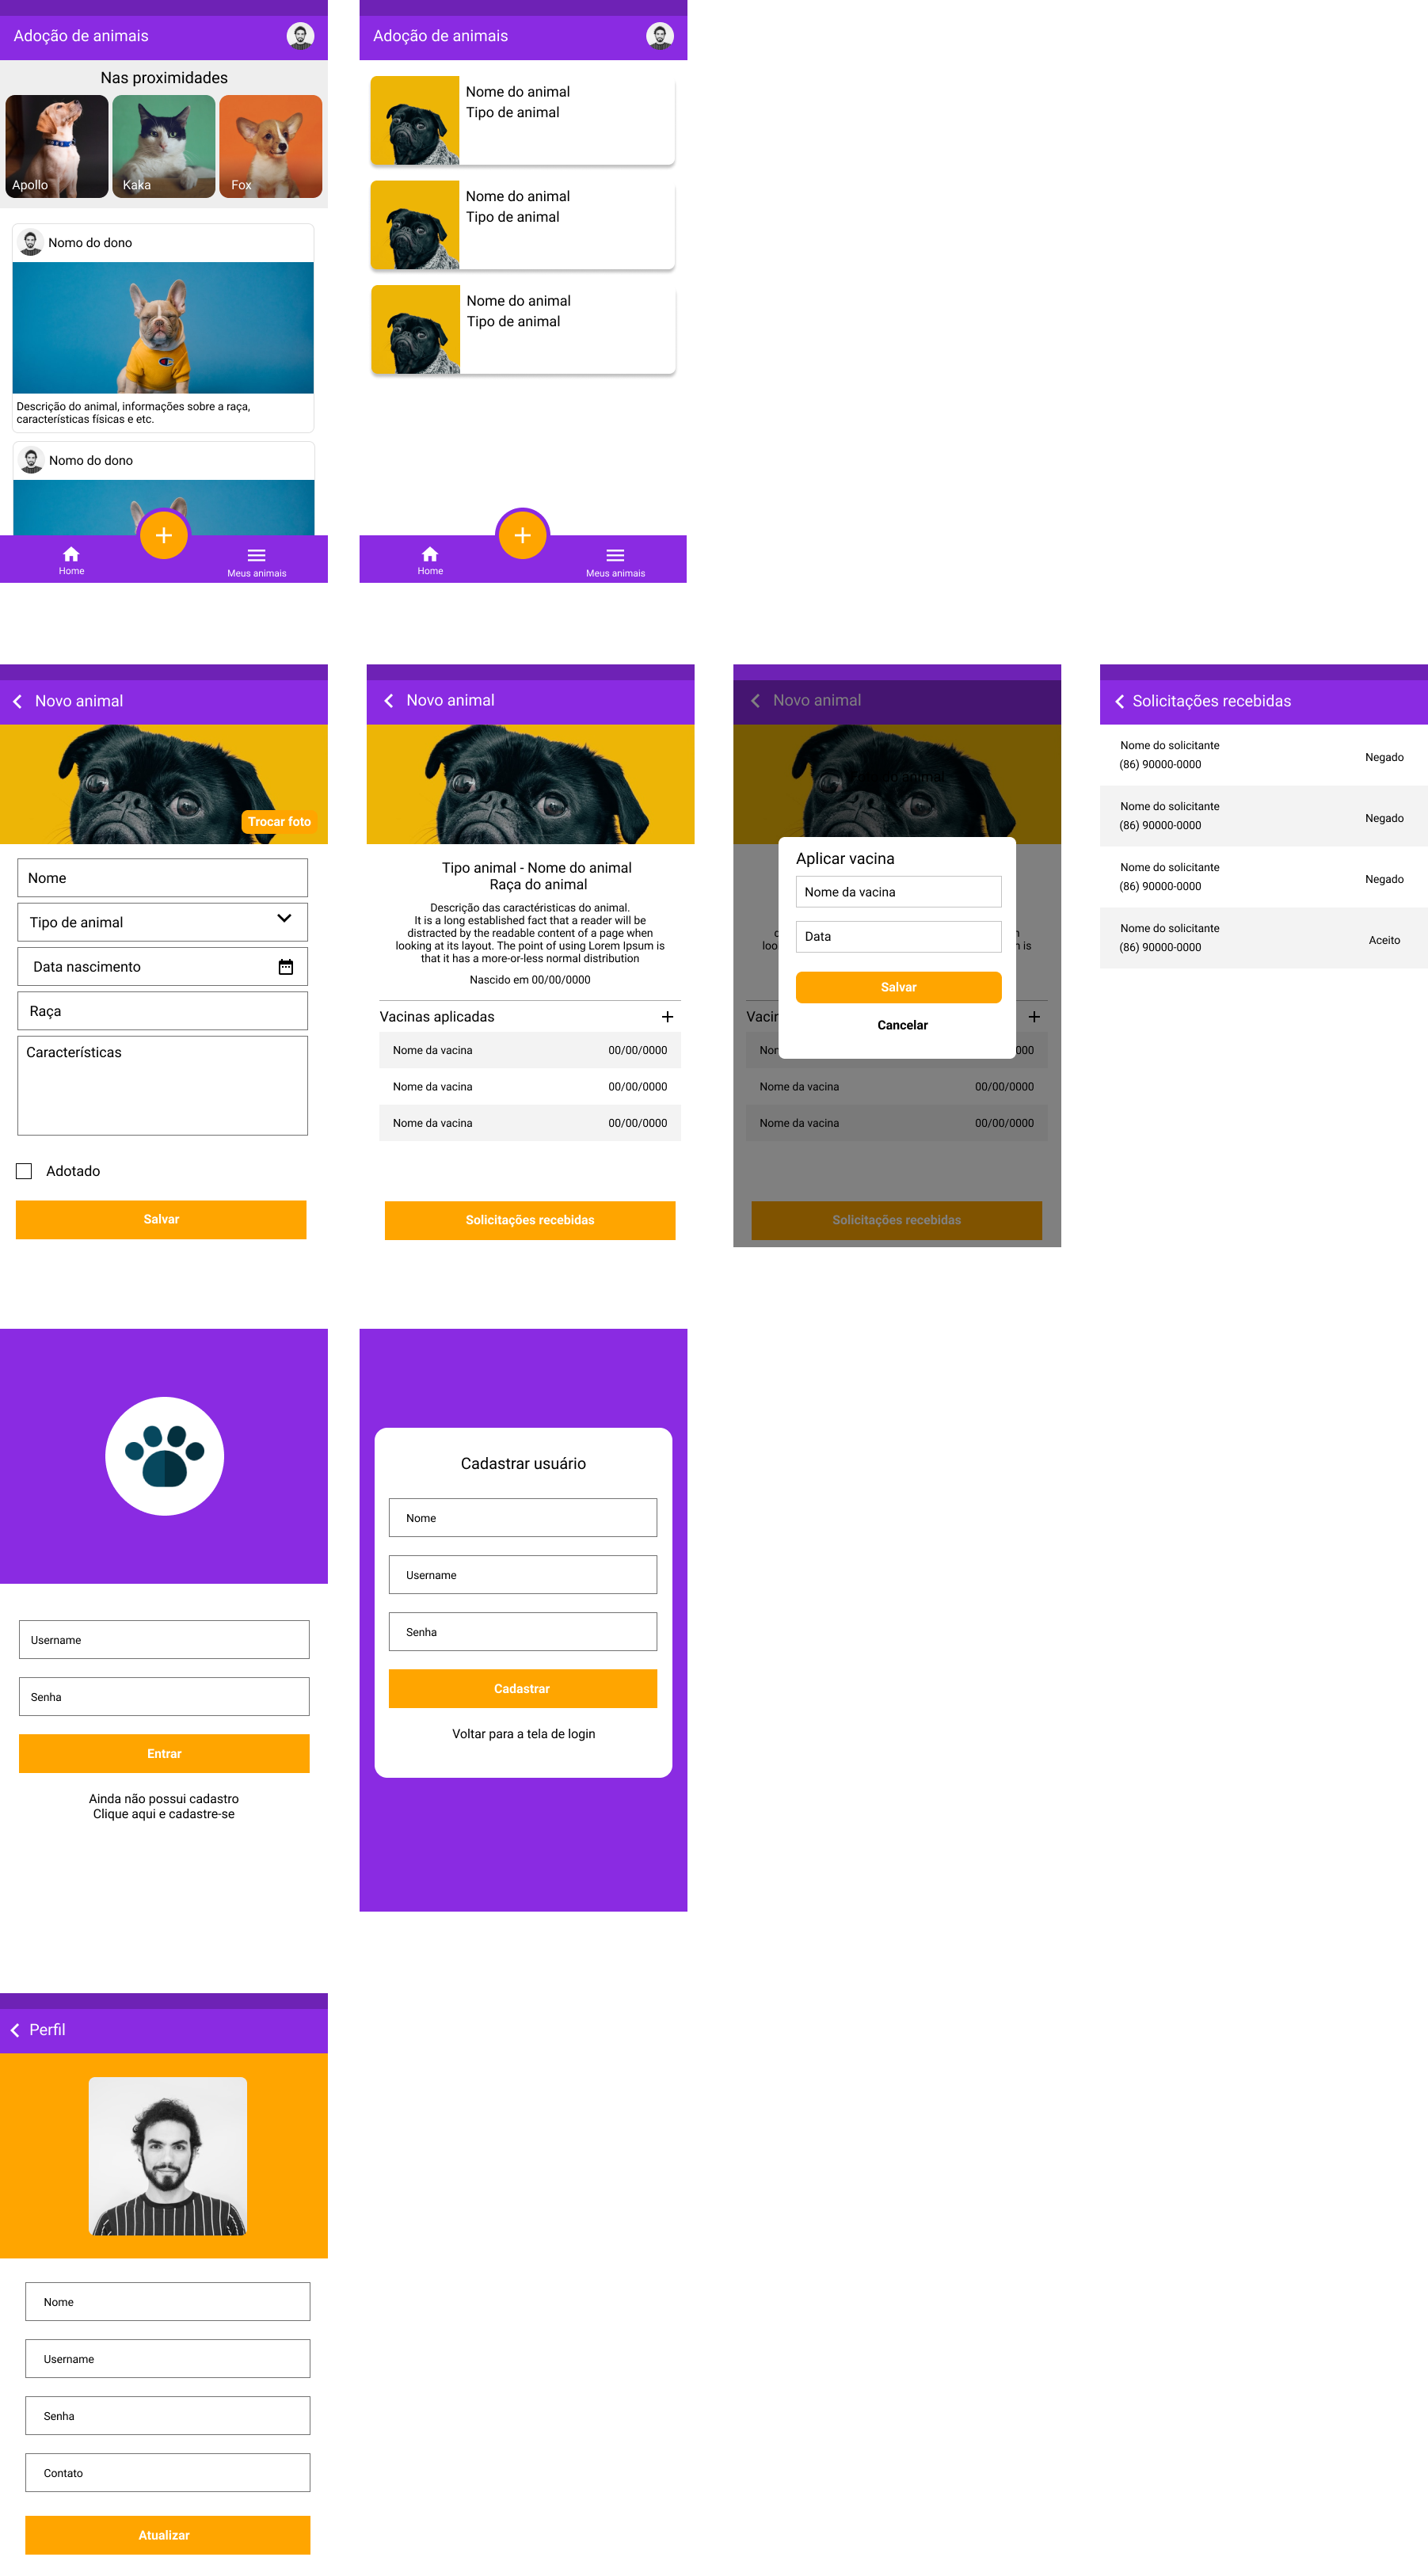 Adoção de animais
Nas proximidades
Apollo
Kaka
Fox
Nomo do dono
Descrição do animal, informações sobre a raça,
características físicas e etc.
Nomo do dono
Home
Meus animais
Adoção de animais
Nome do animal
Tipo de animal
Nome do animal
Tipo de animal
Nome do animal
Tipo de animal
Home
Meus animais
Novo animal
Trocar foto
Nome
Tipo de animal
Data nascimento
Raça
Características
Adotado
Salvar
Novo animal
Tipo animal - Nome do animal
Raça do animal
Descrição das caractéristicas do animal.
It is a long established fact that a reader will be
distracted by the readable content of a page when
looking at its layout. The point of using Lorem Ipsum is
that it has a more-or-less normal distribution
Nascido em 00/00/0000
Vacinas aplicadas
Nome da vacina 00/00/0000
Nome da vacina 00/00/0000
Nome da vacina 00/00/0000
Solicitações recebidas
Novo animal
animal
Aplicar vacina
Nome da vacina
Data
Salvar
Cancelar
Nome da vacina 00/00/0000
Nome da vacina 00/00/0000
Solicitações recebidas
Solicitações recebidas
Nome do solicitante
(86) 90000-0000
Negado
Nome do solicitante
(86) 90000-0000
Negado
Nome do solicitante
(86) 90000-0000
Negado
Nome do solicitante
(86) 90000-0000
Aceito
Username
Senha
Entrar
Ainda não possui cadastro
Clique aqui e cadastre-se
Cadastrar usuário
Nome
Username
Senha
Cadastrar
Voltar para a tela de login
Perfil
Nome
Username
Senha
Contato
Atualizar